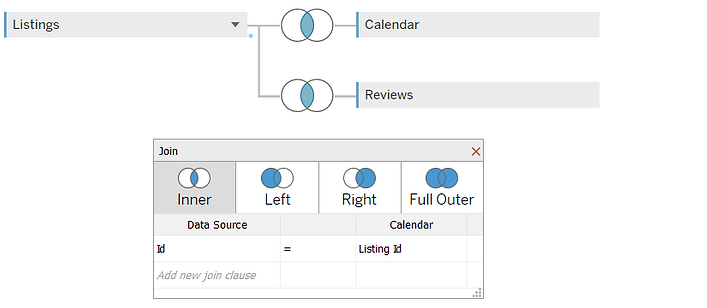 Listings
Calendar
Reviews
Join
Inner Left Right Full Outer
Data Source Calendar
Id = Listing Id
Add new join clause